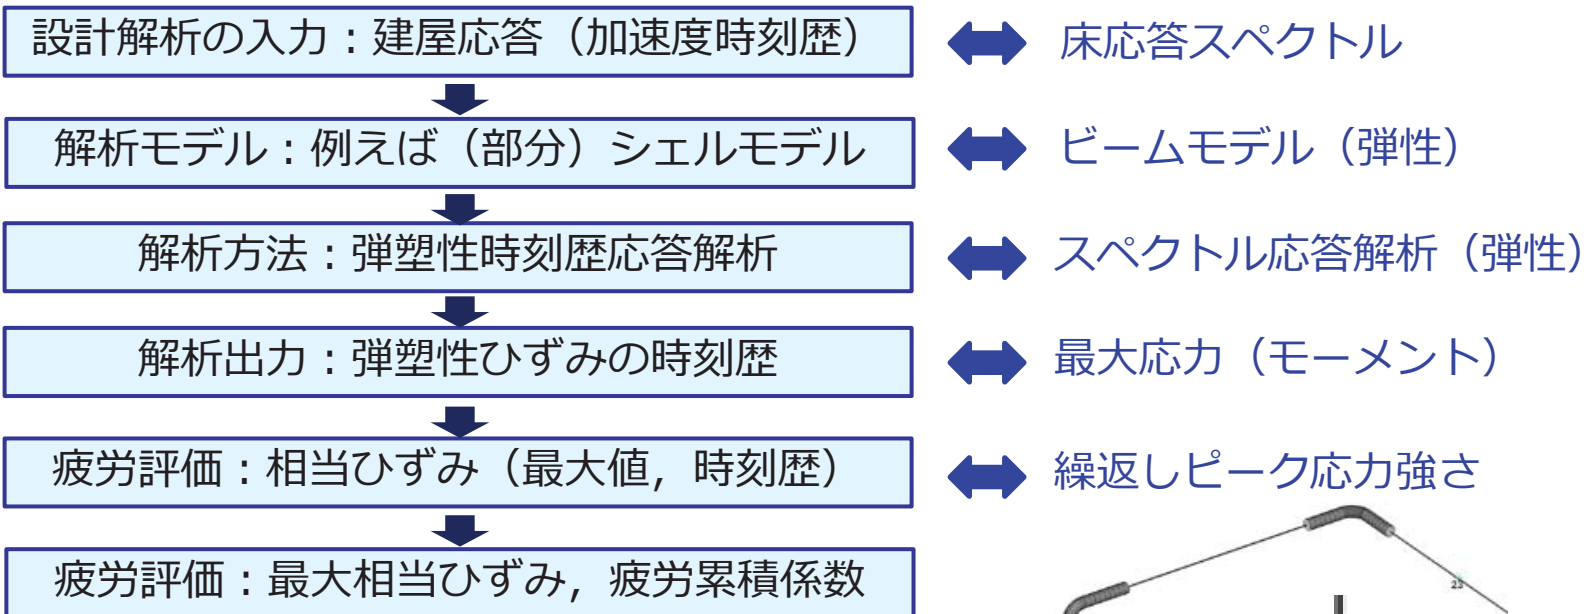 設計解析の入力：建屋応答（加速度時刻歴）
床応答スペクトル
解析モデル：例えば（部分）シェルモデル
ビームモデル（弾性）
解析方法：弾塑性時刻歴応答解析
スペクトル応答解析（弾性）
解析出力：弾塑性ひずみの時刻歴
最大応力（モーメント）
疲労評価：相当ひずみ（最大値，時刻歴）
繰返しピーク応力強さ
疲労評価：最大相当ひずみ，疲労累積係数
23